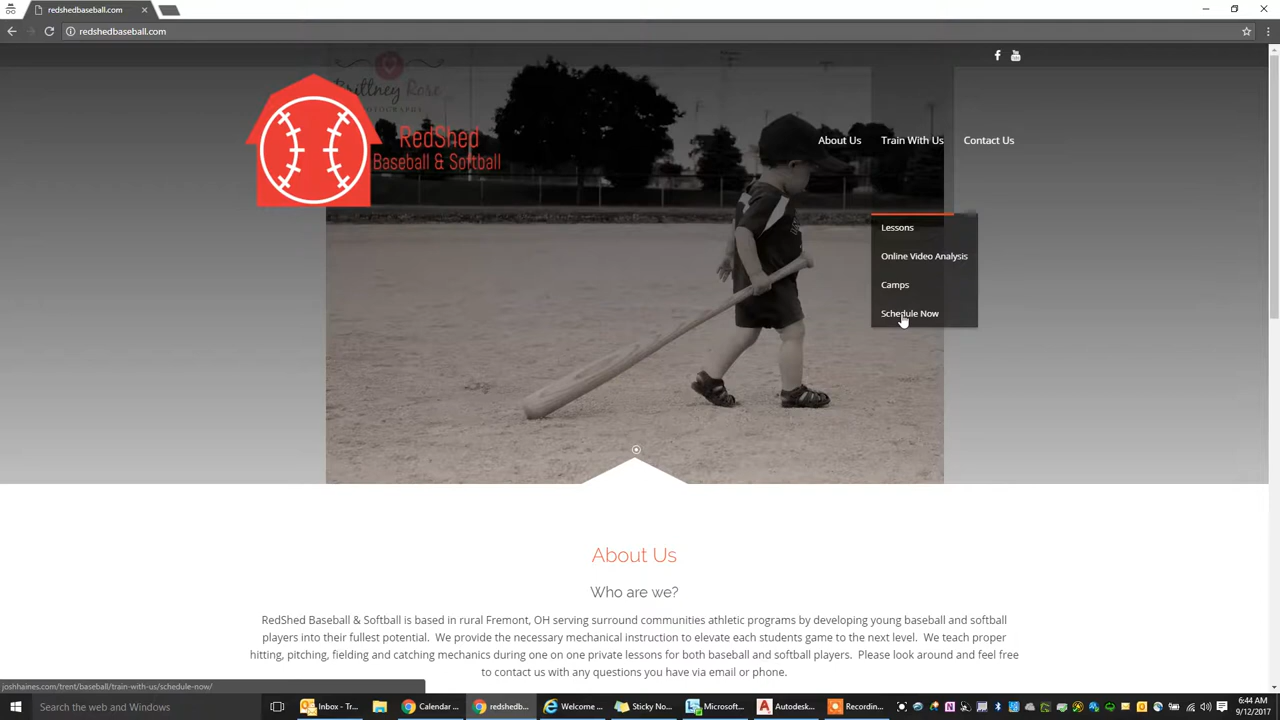 redshedbaseball.com
redshedbaseball.com
Brittney Rose
PHOTOGRAPHY
RedShed
Baseball & Softball
About Us
Train With Us
Contact Us
Lessons
Online Video Analysis
Camps
Schedule Now
About Us
Who are we?
RedShed Baseball & Softball is based in rural Fremont, OH serving surround communities athletic programs by developing young baseball and softball
players into their fullest potential. We provide the necessary mechanical instruction to elevate each students game to the next level. We teach proper
hitting, pitching, fielding and catching mechanics during one on one private lessons for both baseball and softball players. Please look around and feel free
to contact us with any questions you have via email or phone.
joshhaines.com/trent/baseball/train-with-us/schedule-now/
Search the web and Windows
Inbox - Tr...
Calendar ...
redshedb...
Welcome ...
Sticky No...
Microsoft...
Autodesk...
Recordin...
6:44 AM
9/12/2017